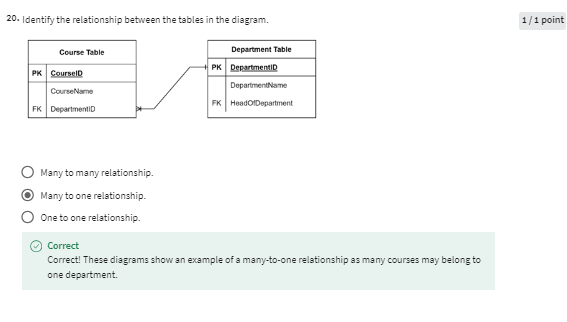 20. Identify the relationship between the tables in the diagram.
1 / 1 point
Course Table
PK CourseID
CourseName
FK DepartmentID
Department Table
PK DepartmentID
DepartmentName
FK HeadOfDepartment
Many to many relationship.
Many to one relationship.
One to one relationship.
Correct
Correct! These diagrams show an example of a many-to-one relationship as many courses may belong to
one department.